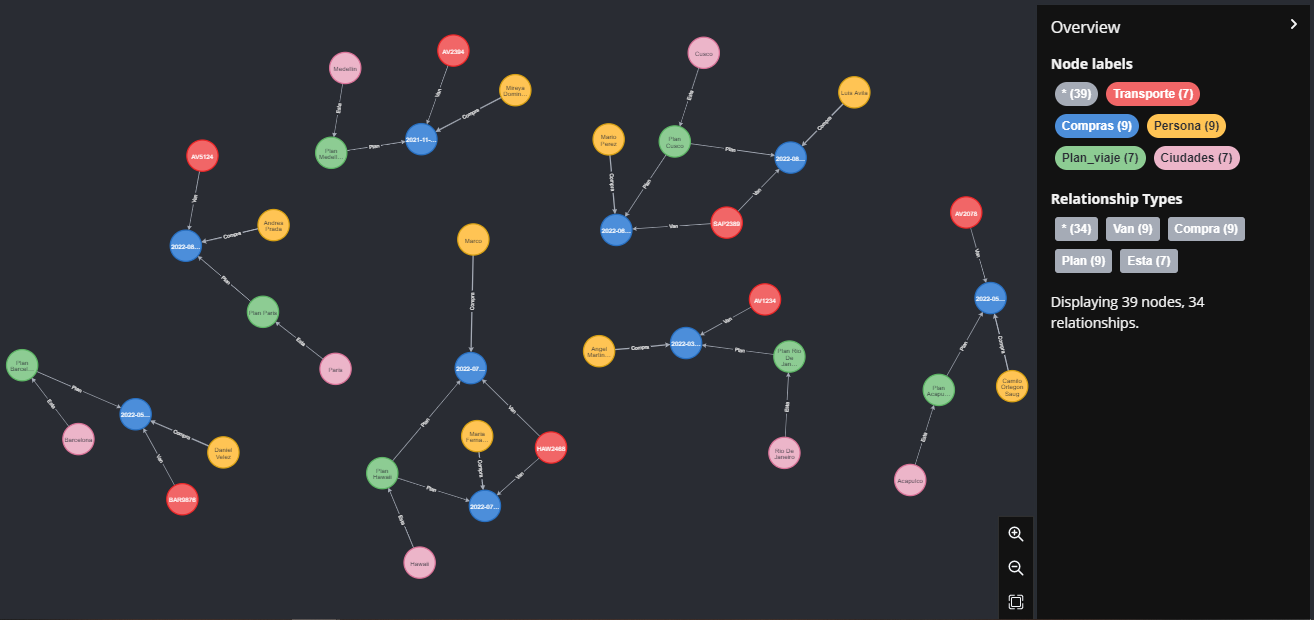 Medellín
AV2394
Mireya
Domin...
Esta
Van
Compra
Plan
Medell...
Plan
2021-11-...
Cusco
Luis Avila
Esta
Compra
Mario
Perez
Plan
Cusco
Plan
2022-08...
Compra
Plan
Van
SAP2389
Van
2022-08...
AV5124
Van
Andres
Prada
Compra
2022-08...
Plan
Plan Paris
Esta
Paris
Marco
Compra
2022-07...
Plan
Van
Maria
Ferna...
HAW2465
Compra
Van
Plan
Hawaii
Plan
2022-07...
Esta
Hawaii
AV2078
Van
2022-05...
Plan
Compra
Plan
Acapu...
Camilo
Ortegon
Saug
Esta
Acapulco
AV1234
Van
Angel
Martin...
Compra
2022-03...
Plan
Plan Rio
De
Jan...
Esta
Rio De
Janeiro
Plan
Barcel...
Plan
Esta
2022-05...
Barcelona
Compra
Daniel
Velez
Van
SAR9876
Overview
Node labels
* (39)
Transporte (7)
Compras (9)
Persona (9)
Plan_viaje (7)
Ciudades (7)
Relationship Types
* (34)
Van (9)
Compra (9)
Plan (9)
Esta (7)
Displaying 39 nodes, 34
relationships.